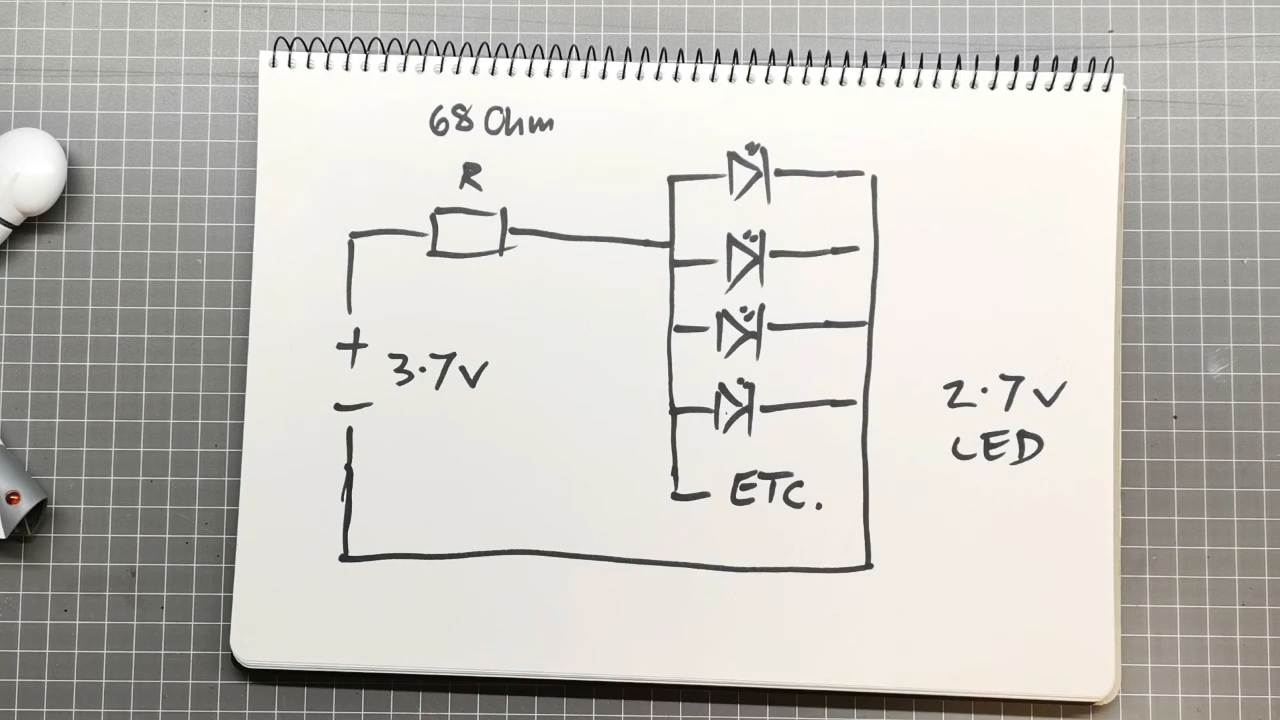 68 Ohm
R
+
3.7V
-
ETC.
2.7V
LED